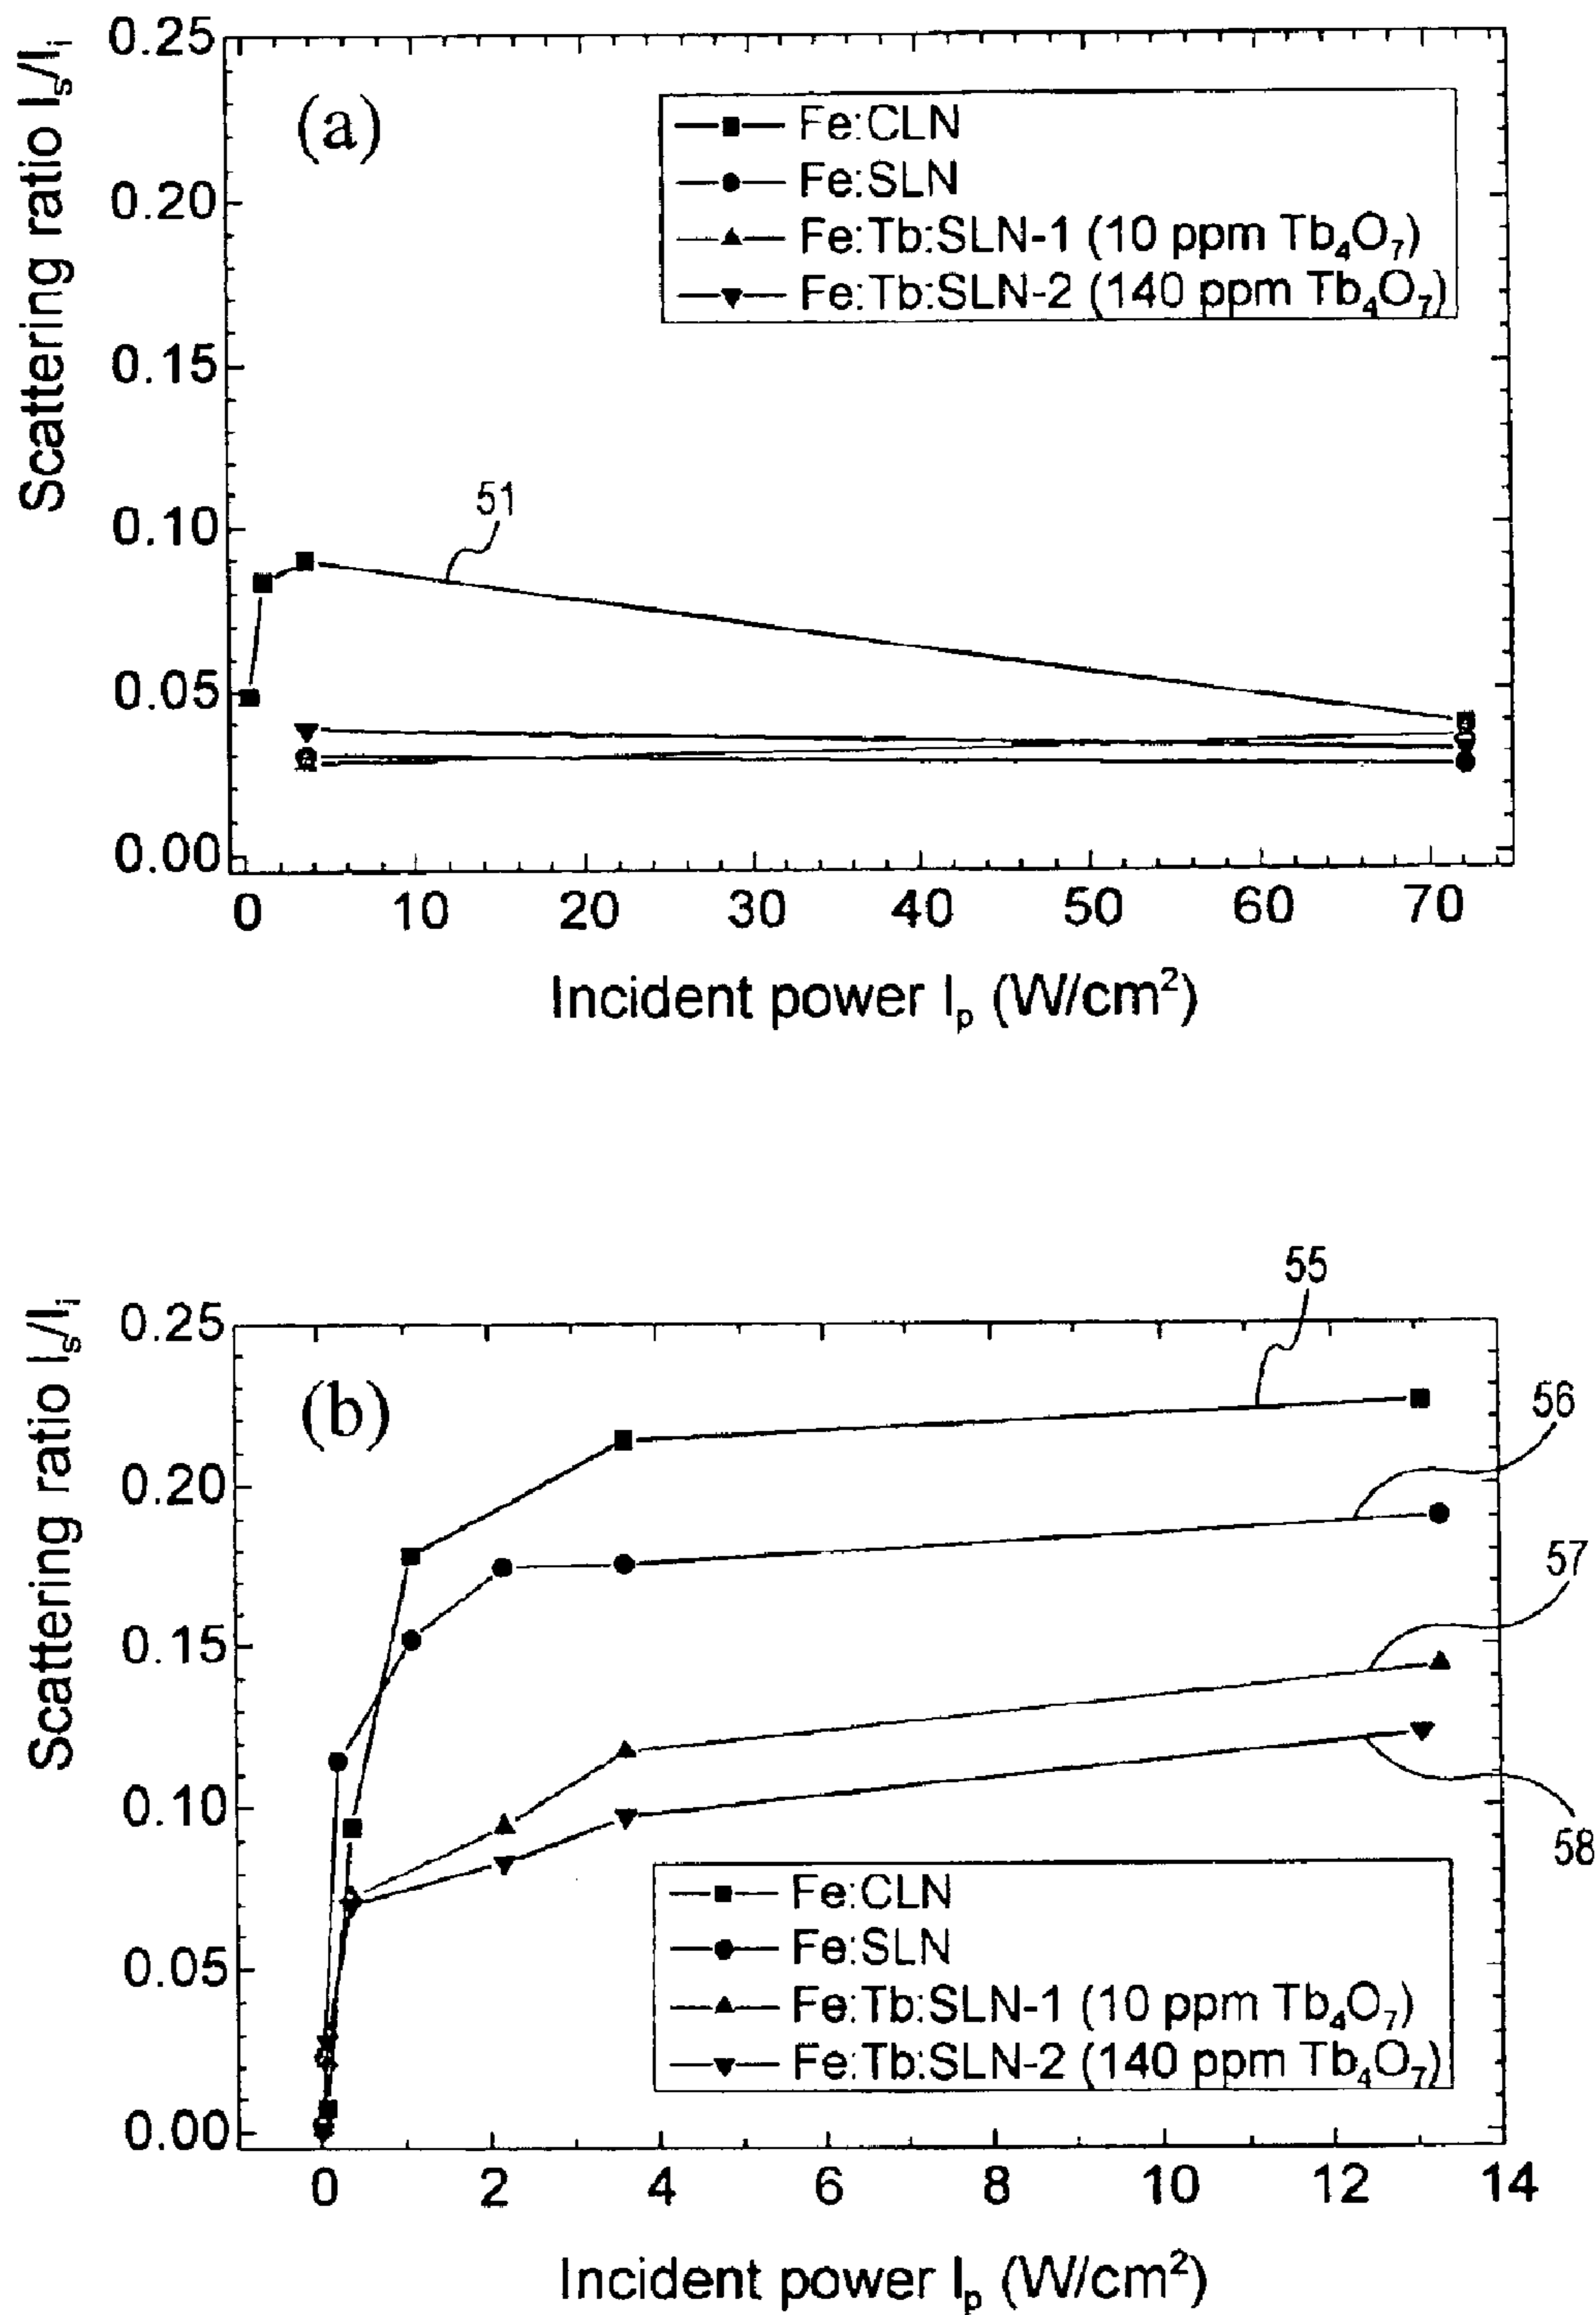 Scattering ratio Iₛ/Iᵢ
0.25
0.20
0.15
0.10
0.05
0.00
(a)
Fe:CLN
Fe:SLN
Fe:Tb:SLN-1 (10 ppm Tb₄O₇)
Fe:Tb:SLN-2 (140 ppm Tb₄O₇)
51
0 10 20 30 40 50 60 70
Incident power Iₚ (W/cm²)
Scattering ratio Iₛ/Iᵢ
0.25
0.20
0.15
0.10
0.05
0.00
(b)
55
56
57
58
Fe:CLN
Fe:SLN
Fe:Tb:SLN-1 (10 ppm Tb₄O₇)
Fe:Tb:SLN-2 (140 ppm Tb₄O₇)
0 2 4 6 8 10 12 14
Incident power Iₚ (W/cm²)